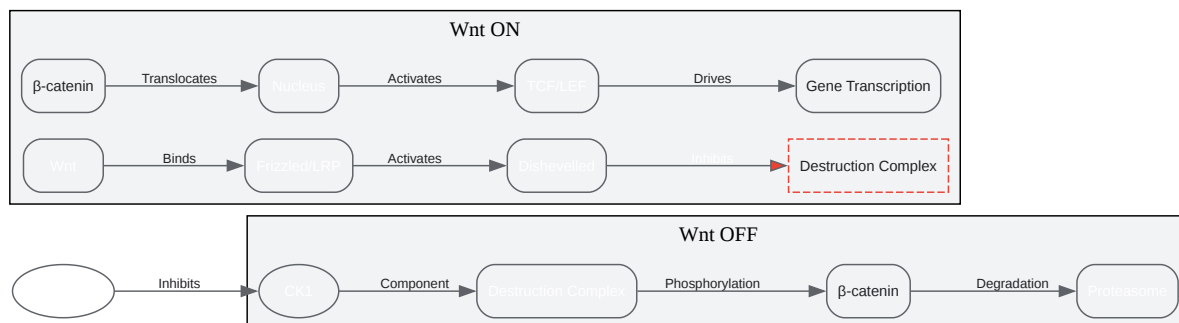 Wnt ON
β-catenin Translocates Nucleus Activates TCF/LEF Drives Gene Transcription
Wnt Binds Frizzled/LRP Activates Dishevelled Inhibits Destruction Complex
Wnt OFF
Inhibits CK1 Component Destruction Complex Phosphorylation β-catenin Degradation Proteasome